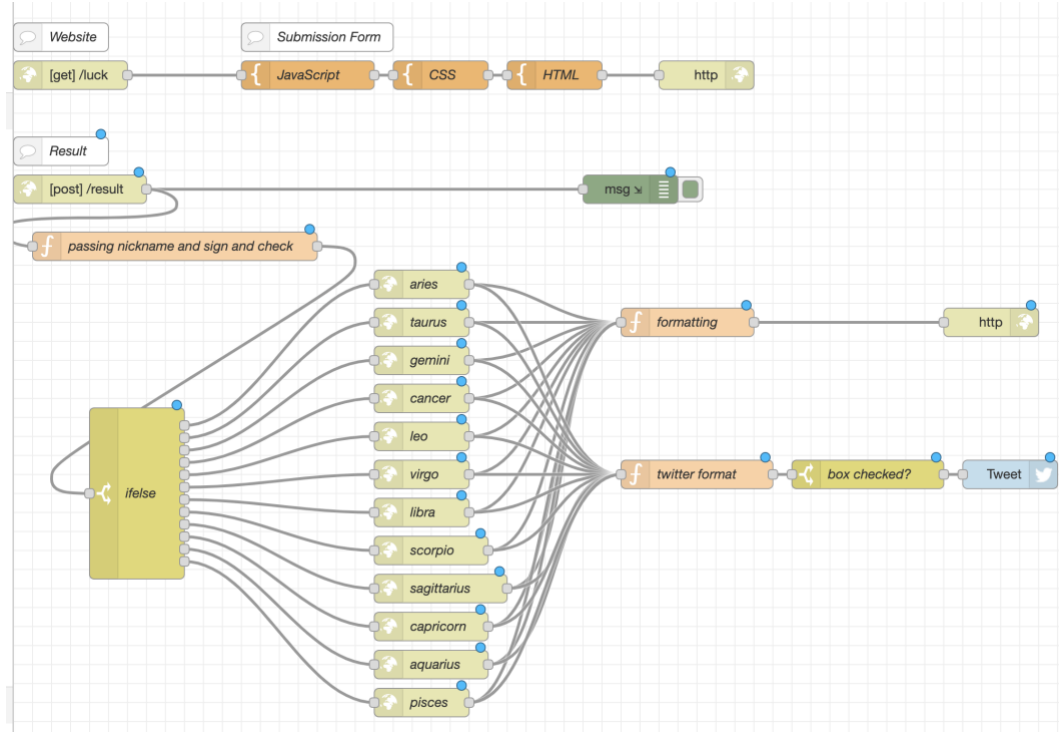 Website
Submission Form
[get] /luck
JavaScript
CSS
HTML
http
Result
[post] /result
msg
passing nickname and sign and check
aries
taurus
gemini
cancer
leo
virgo
libra
scorpio
sagittarius
capricorn
aquarius
pisces
ifelse
formatting
http
twitter format
box checked?
Tweet